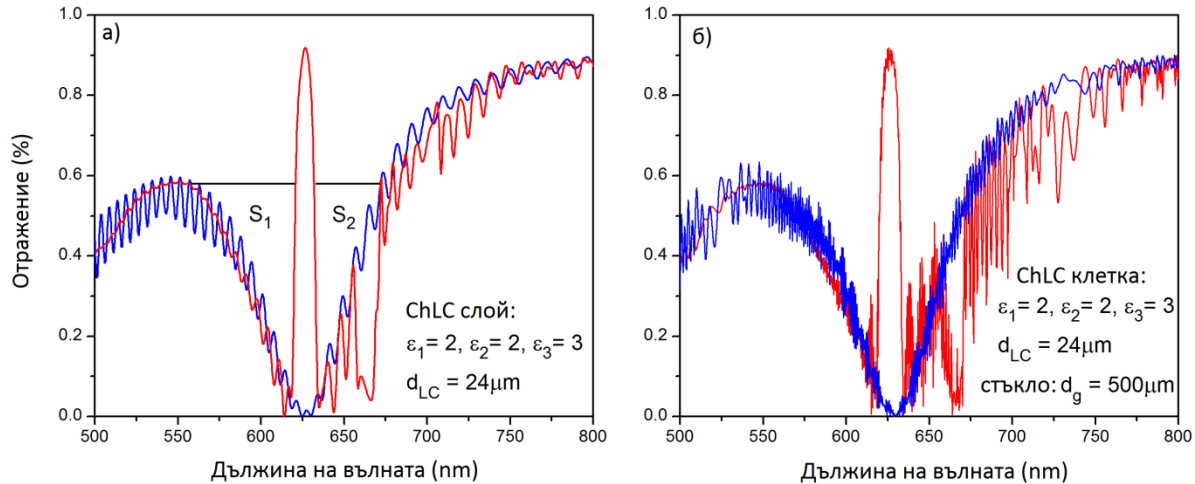 Отражение (%)
1.0
0.8
0.6
0.4
0.2
0.0
а)
S₁
S₂
ChLC слой:
ε₁= 2, ε₂= 2, ε₃= 3
d_LC = 24μm
500 550 600 650 700 750 800
Дължина на вълната (nm)
1.0
0.8
0.6
0.4
0.2
0.0
б)
ChLC клетка:
ε₁= 2, ε₂= 2, ε₃= 3
d_LC = 24μm
стъкло: d_g = 500μm
500 550 600 650 700 750 800
Дължина на вълната (nm)